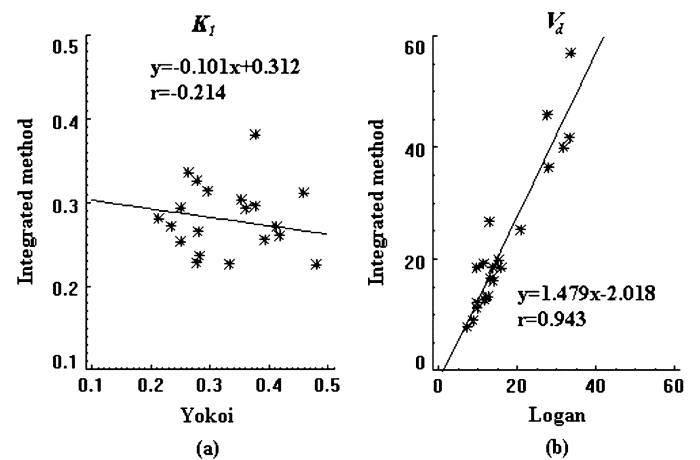 K1
0.5
0.4
0.3
0.2
0.1
Integrated method
y=-0.101x+0.312
r=-0.214
0.1 0.2 0.3 0.4 0.5
Yokoi
(a)
Vd
60
40
20
0
Integrated method
y=1.479x-2.018
r=0.943
0 20 40 60
Logan
(b)